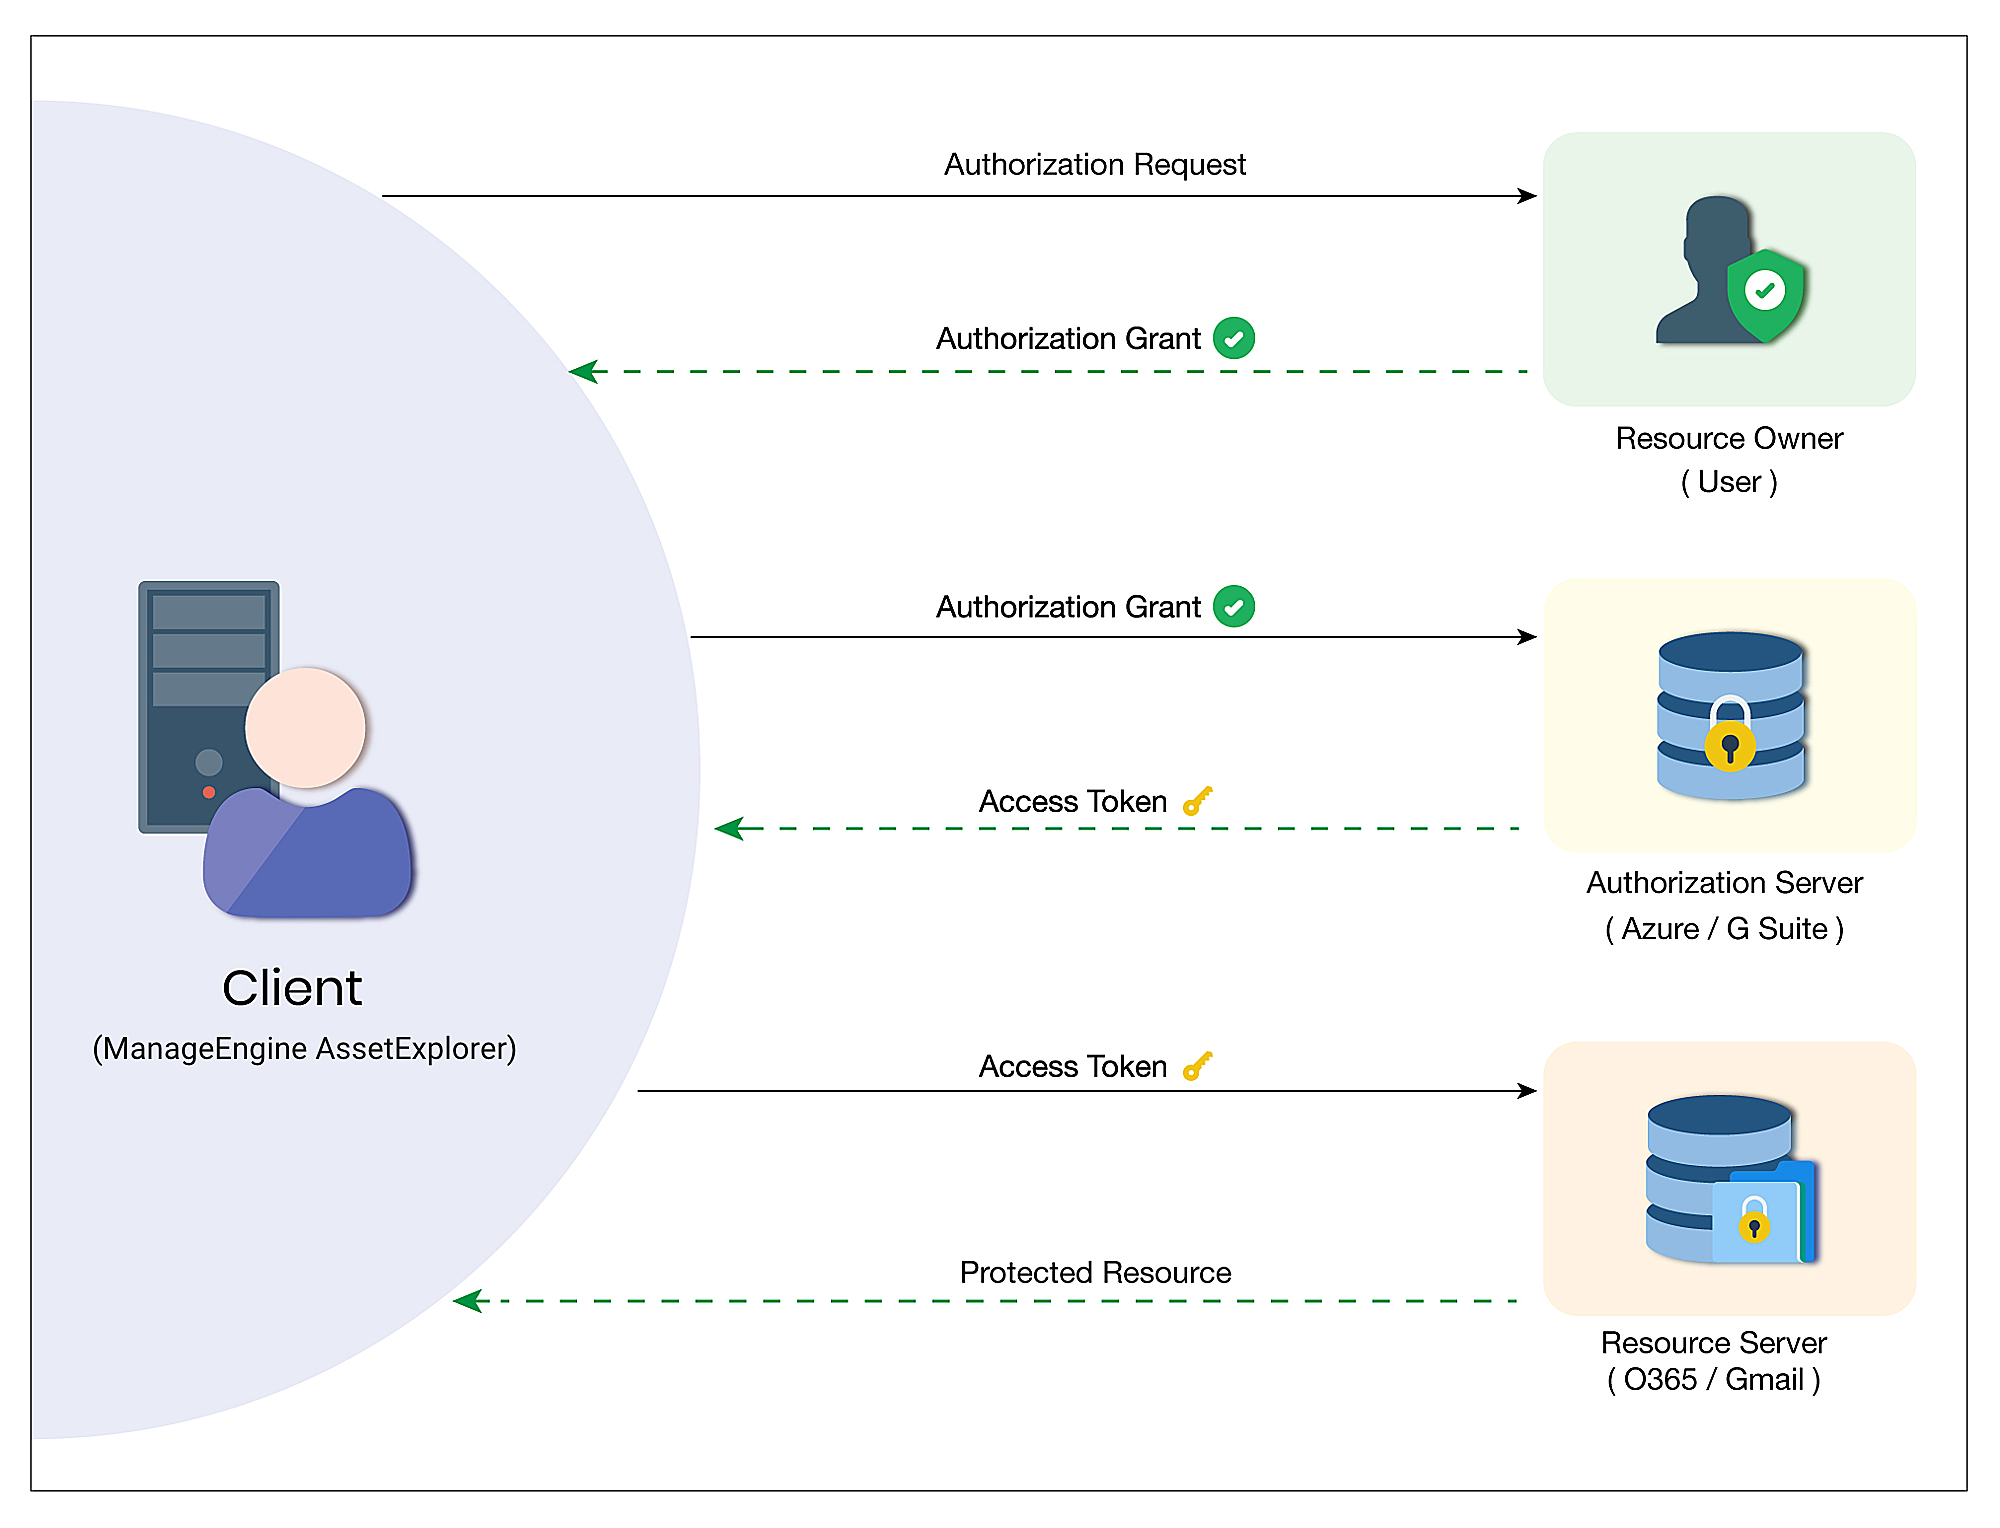 Authorization Request
Authorization Grant
Resource Owner
( User )
Authorization Grant
Access Token
Authorization Server
( Azure / G Suite )
Client
(ManageEngine AssetExplorer)
Access Token
Protected Resource
Resource Server
( O365 / Gmail )